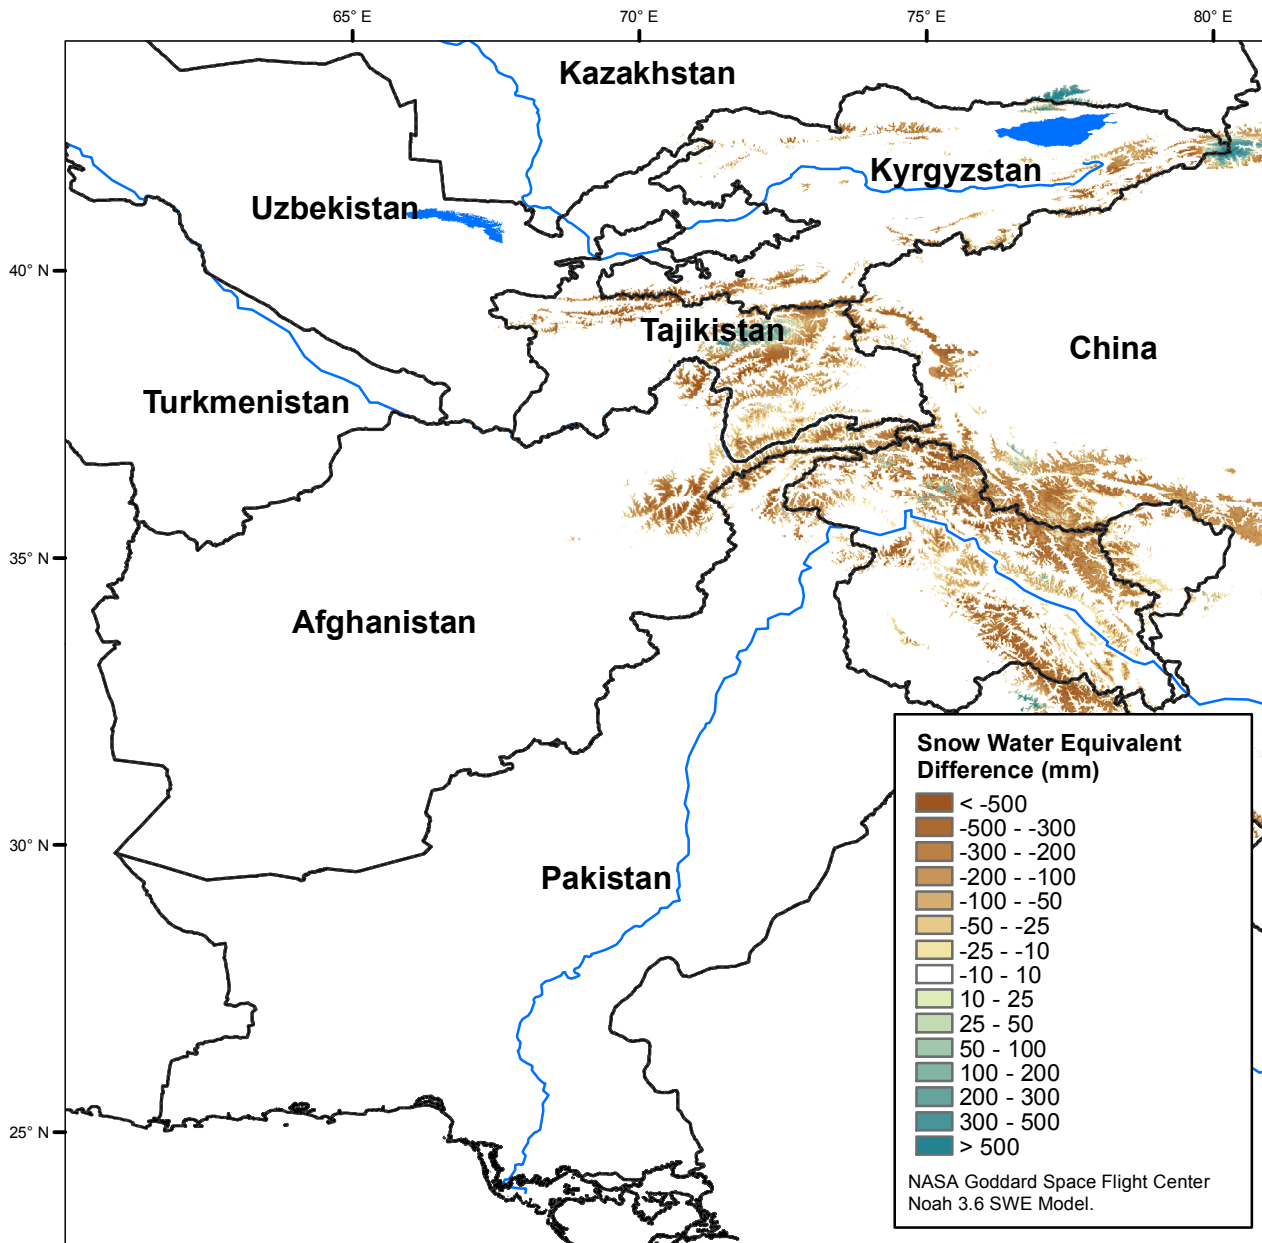 65° E
70° E
75° E
80° E
Kazakhstan
Kyrgyzstan
Uzbekistan
40° N
Tajikistan
China
Turkmenistan
35° N
Afghanistan
30° N
Pakistan
25° N
Snow Water Equivalent
Difference (mm)
< -500
-500 - -300
-300 - -200
-200 - -100
-100 - -50
-50 - -25
-25 - -10
-10 - 10
10 - 25
25 - 50
50 - 100
100 - 200
200 - 300
300 - 500
> 500
NASA Goddard Space Flight Center
Noah 3.6 SWE Model.